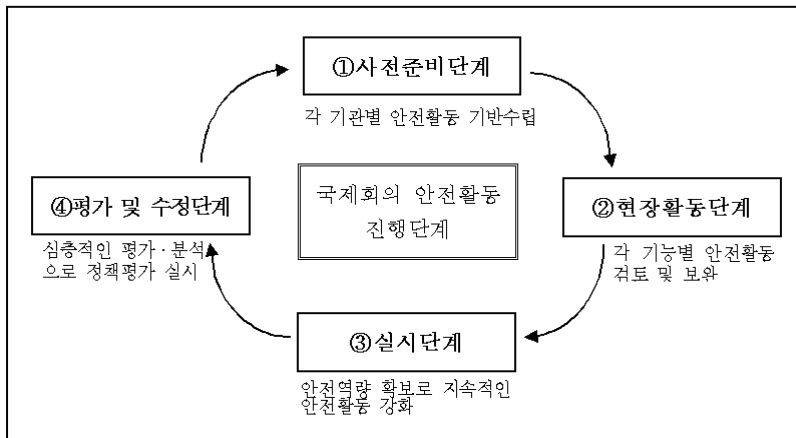 ①사전준비단계
각 기관별 안전활동 기반수립
국제회의 안전활동
진행단계
②현장활동단계
각 기능별 안전활동
검토 및 보완
③실시단계
안전역량 확보로 지속적인
안전활동 강화
④평가 및 수정단계
심층적인 평가·분석
으로 정책평가 실시